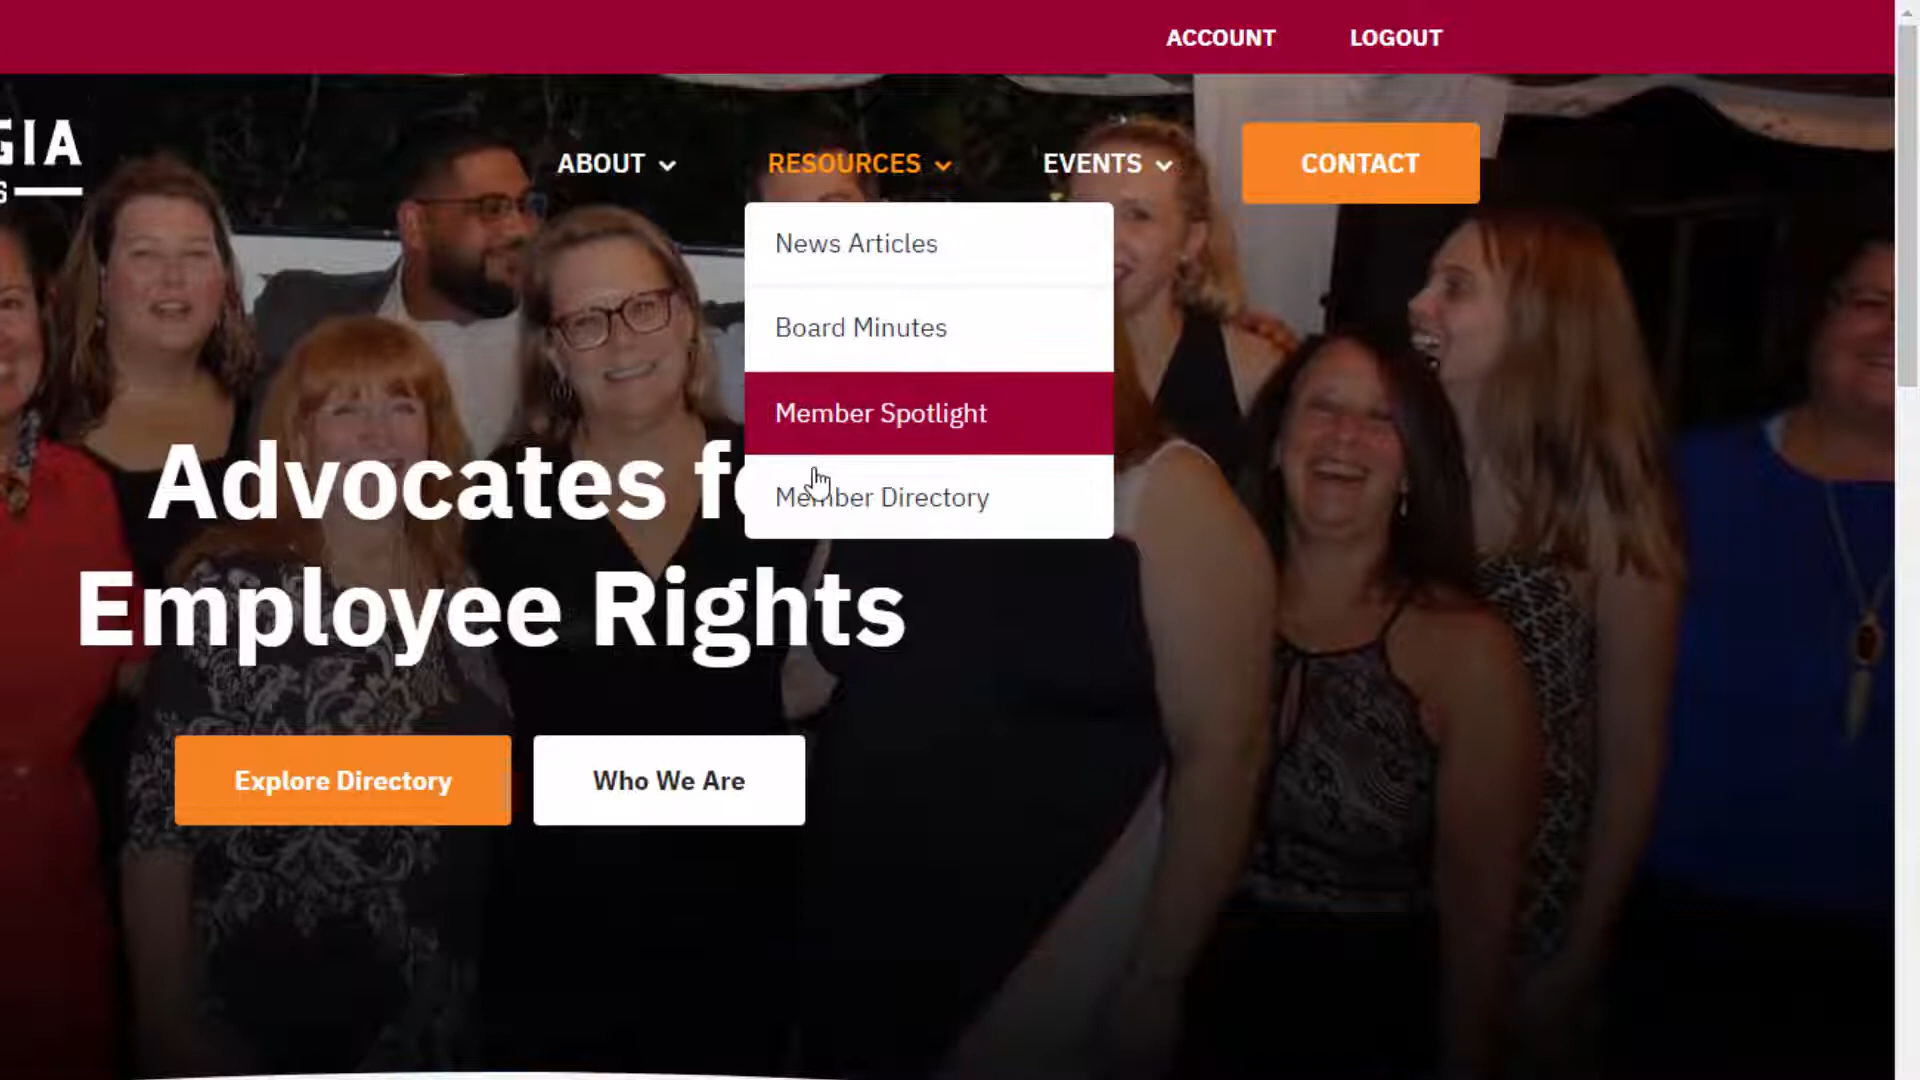 ACCOUNT LOGOUT
GIA
S
ABOUT RESOURCES EVENTS CONTACT
News Articles
Board Minutes
Member Spotlight
Member Directory
Advocates fo
Employee Rights
Explore Directory Who We Are